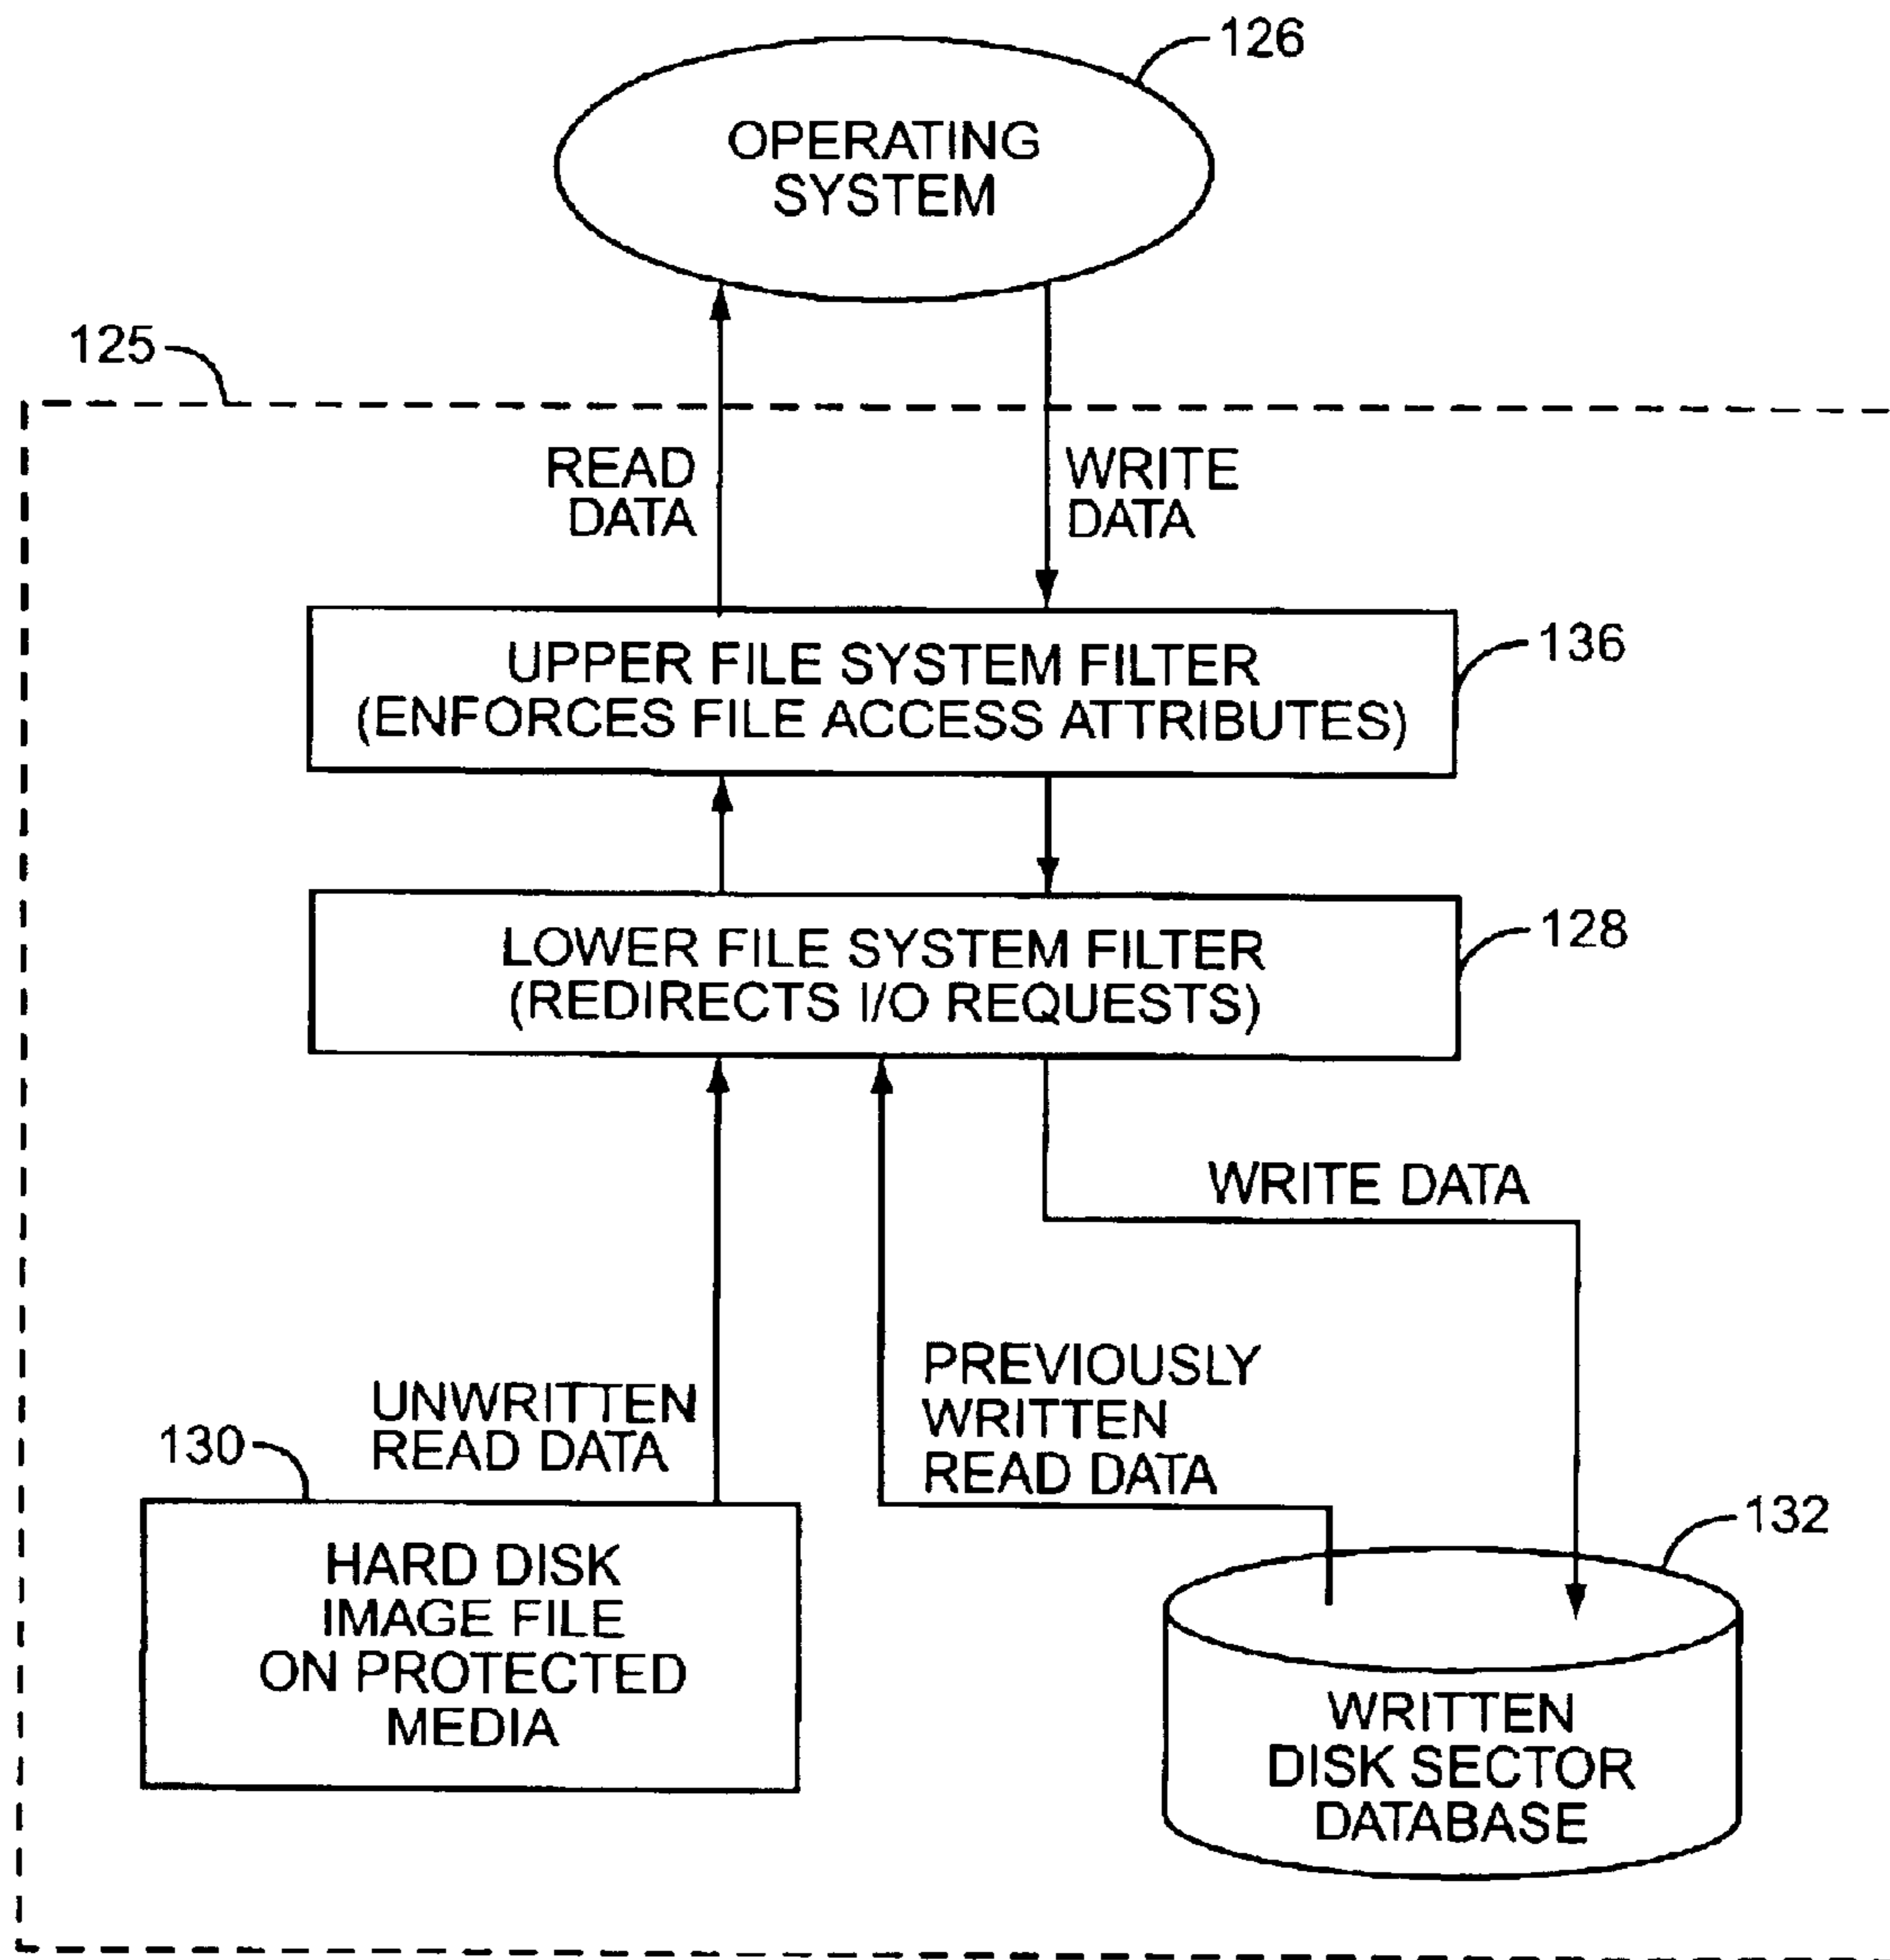 126
OPERATING
SYSTEM
125
READ
DATA
WRITE
DATA
UPPER FILE SYSTEM FILTER
(ENFORCES FILE ACCESS ATTRIBUTES)
136
LOWER FILE SYSTEM FILTER
(REDIRECTS I/O REQUESTS)
128
WRITE DATA
UNWRITTEN
READ DATA
PREVIOUSLY
WRITTEN
READ DATA
130
HARD DISK
IMAGE FILE
ON PROTECTED
MEDIA
132
WRITTEN
DISK SECTOR
DATABASE